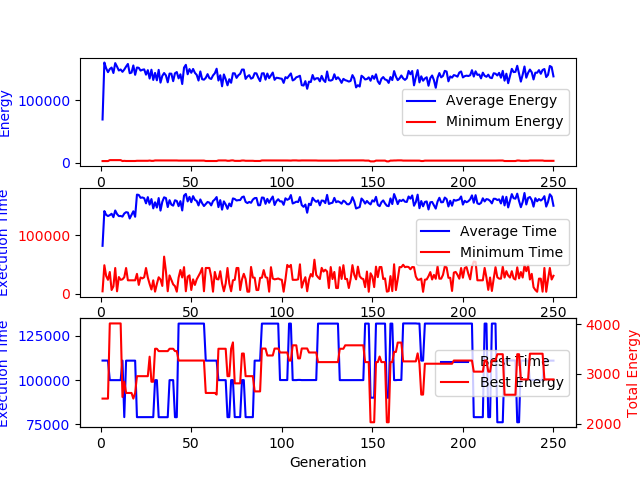 Energy
100000
0
Average Energy
Minimum Energy
0 50 100 150 200 250
Execution Time
100000
0
Average Time
Minimum Time
0 50 100 150 200 250
Execution Time
125000
100000
75000
Best Time
Best Energy
4000
3000
2000
Total Energy
0 50 100 150 200 250
Generation